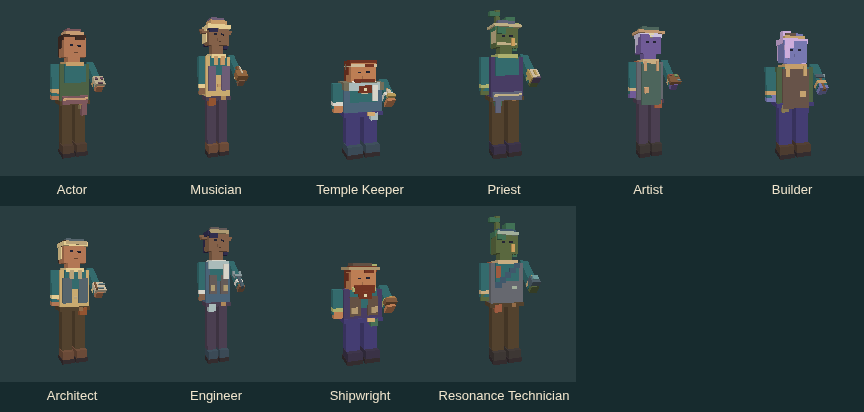 Actor
Musician
Temple Keeper
Priest
Artist
Builder
Architect
Engineer
Shipwright
Resonance Technician